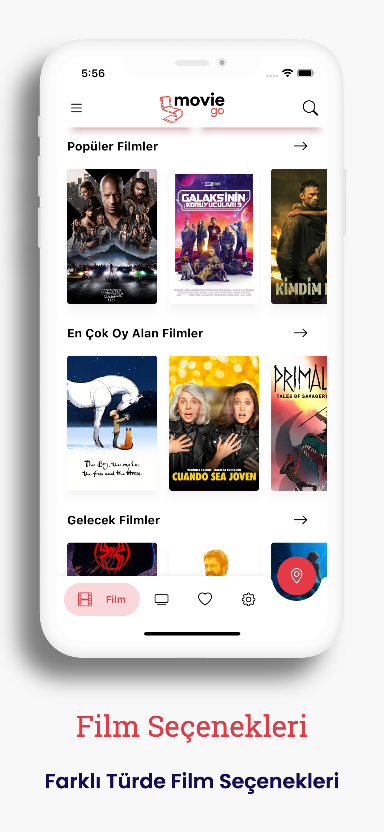 5:56
movie
go
Popüler Filmler
GALAKSİNİN
KORUYUCULARI 3
KİMDİM
En Çok Oy Alan Filmler
The Boy, the mole,
the fox and the Horse.
CUANDO SEA JOVEN
PRIMAL
TALES OF SAVAGERY
Gelecek Filmler
Film
Film Seçenekleri
Farklı Türde Film Seçenekleri